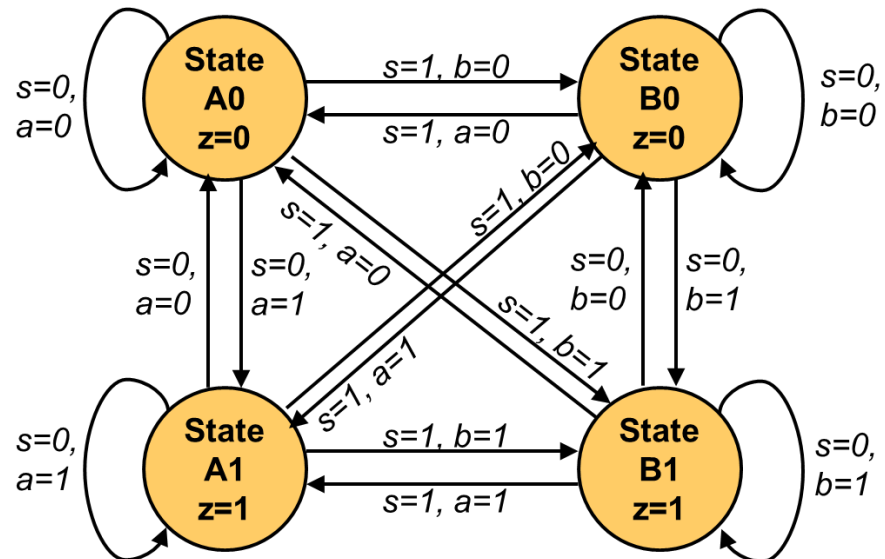 State
A0
z=0
State
B0
z=0
s=0,
a=0
s=1, b=0
s=1, a=0
s=0,
b=0
s=1, b=0
s=1, a=0
s=0,
a=0
s=0,
a=1
s=0,
b=0
s=0,
b=1
s=1, b=1
s=1, a=1
State
A1
z=1
State
B1
z=1
s=0,
a=1
s=1, b=1
s=1, a=1
s=0,
b=1